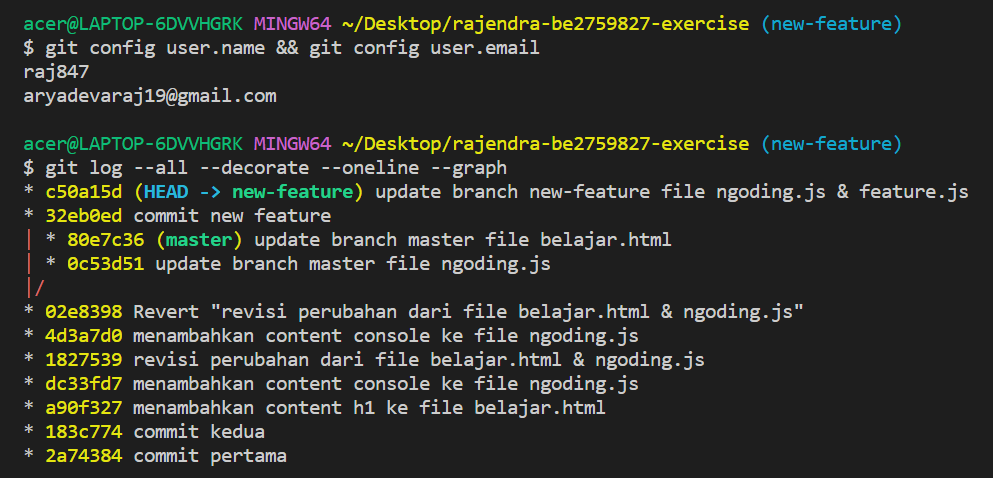 acer@LAPTOP-6DVVHGRK MINGW64 ~/Desktop/rajendra-be2759827-exercise (new-feature)
$ git config user.name && git config user.email
raj847
aryadevaraj19@gmail.com
acer@LAPTOP-6DVVHGRK MINGW64 ~/Desktop/rajendra-be2759827-exercise (new-feature)
$ git log --all --decorate --oneline --graph
* c50a15d (HEAD -> new-feature) update branch new-feature file ngoding.js & feature.js
* 32eb0ed commit new feature
| * 80e7c36 (master) update branch master file belajar.html
| * 0c53d51 update branch master file ngoding.js
|/
* 02e8398 Revert "revisi perubahan dari file belajar.html & ngoding.js"
* 4d3a7d0 menambahkan content console ke file ngoding.js
* 1827539 revisi perubahan dari file belajar.html & ngoding.js
* dc33fd7 menambahkan content console ke file ngoding.js
* a90f327 menambahkan content h1 ke file belajar.html
* 183c774 commit kedua
* 2a74384 commit pertama